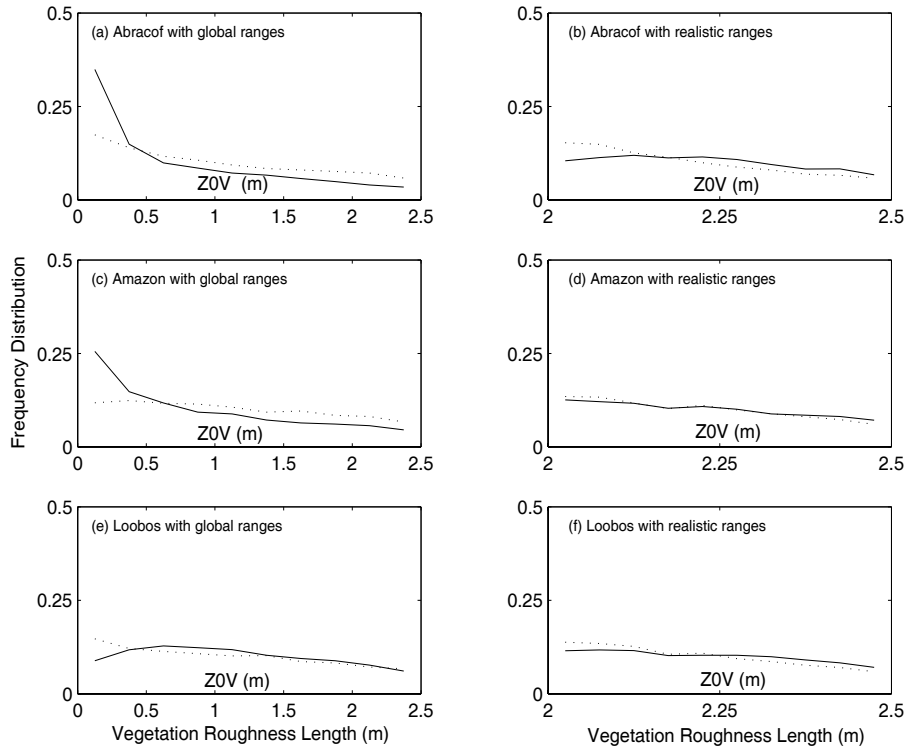 (a) Abracof with global ranges
0.5
0.25
0
Z0V (m)
0 0.5 1 1.5 2 2.5
(b) Abracof with realistic ranges
0.5
0.25
0
Z0V (m)
2 2.25 2.5
Frequency Distribution
(c) Amazon with global ranges
0.5
0.25
0
Z0V (m)
0 0.5 1 1.5 2 2.5
(d) Amazon with realistic ranges
0.5
0.25
0
Z0V (m)
2 2.25 2.5
(e) Loobos with global ranges
0.5
0.25
0
Z0V (m)
0 0.5 1 1.5 2 2.5
Vegetation Roughness Length (m)
(f) Loobos with realistic ranges
0.5
0.25
0
Z0V (m)
2 2.25 2.5
Vegetation Roughness Length (m)